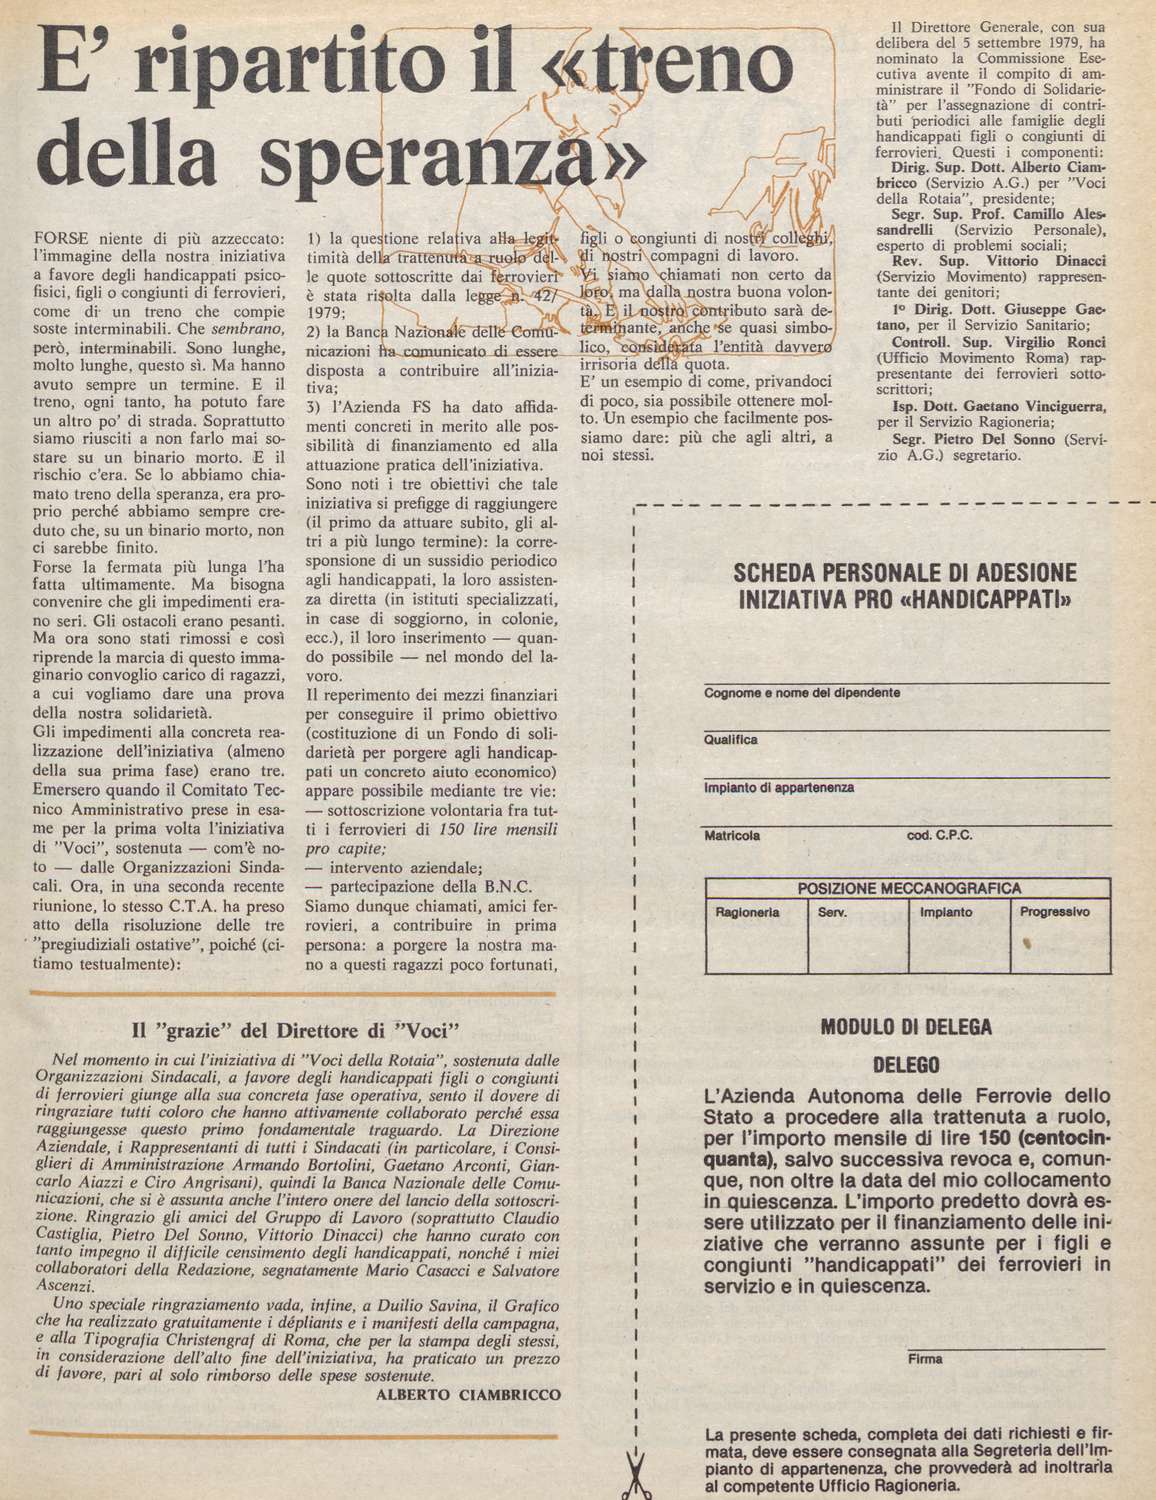 E' ripartito il «treno
della speranza»
FORSE niente di più azzeccato:
l'immagine della nostra iniziativa
a favore degli handicappati psico-
fisici, figli o congiunti di ferrovieri,
come di un treno che compie
soste interminabili. Che sembrano,
però, interminabili. Sono lunghe,
molto lunghe, questo sì. Ma hanno
avuto sempre un termine. E il
treno, ogni tanto, ha potuto fare
un altro po' di strada. Soprattutto
siamo riusciti a non farlo mai so-
stare su un binario morto. E il
rischio c'era. Se lo abbiamo chia-
mato treno della speranza, era pro-
prio perché abbiamo sempre cre-
duto che, su un binario morto, non
ci sarebbe finito.
Forse la fermata più lunga l'ha
fatta ultimamente. Ma bisogna
convenire che gli impedimenti era-
no seri. Gli ostacoli erano pesanti.
Ma ora sono stati rimossi e così
riprende la marcia di questo imma-
ginario convoglio carico di ragazzi,
a cui vogliamo dare una prova
della nostra solidarietà.
Gli impedimenti alla concreta rea-
lizzazione dell'iniziativa (almeno
della sua prima fase) erano tre.
Emersero quando il Comitato Tec-
nico Amministrativo prese in esa-
me per la prima volta l'iniziativa
di "Voci", sostenuta — com'è no-
to — dalle Organizzazioni Sinda-
cali. Ora, in una seconda recente
riunione, lo stesso C.T.A. ha preso
atto della risoluzione delle tre
"pregiudiziali ostative", poiché (ci-
tiamo testualmente):
1) la questione relativa alla legit-
timità della trattenuta a ruolo del-
le quote sottoscritte dai ferrovieri
è stata risolta dalla legge n. 42/
1979;
2) la Banca Nazionale delle Comu-
nicazioni ha comunicato di essere
disposta a contribuire all'inizia-
tiva;
3) l'Azienda FS ha dato affida-
menti concreti in merito alle pos-
sibilità di finanziamento ed alla
attuazione pratica dell'iniziativa.
Sono noti i tre obiettivi che tale
iniziativa si prefigge di raggiungere
(il primo da attuare subito, gli al-
tri a più lungo termine): la corre-
sponsione di un sussidio periodico
agli handicappati, la loro assisten-
za diretta (in istituti specializzati,
in case di soggiorno, in colonie,
ecc.), il loro inserimento — quan-
do possibile — nel mondo del la-
voro.
Il reperimento dei mezzi finanziari
per conseguire il primo obiettivo
(costituzione di un Fondo di soli-
darietà per porgere agli handicap-
pati un concreto aiuto economico)
appare possibile mediante tre vie:
— sottoscrizione volontaria fra tut-
ti i ferrovieri di 150 lire mensili
pro capite;
— intervento aziendale;
— partecipazione della B.N.C.
Siamo dunque chiamati, amici fer-
rovieri, a contribuire in prima
persona: a porgere la nostra ma-
no a questi ragazzi poco fortunati,
figli o congiunti di nostri colleghi,
di nostri compagni di lavoro.
Vi siamo chiamati non certo da
loro, ma dalla nostra buona volon-
tà. E il nostro contributo sarà de-
terminante, anche se quasi simbo-
lico, considerata l'entità davvero
irrisoria della quota.
E' un esempio di come, privandoci
di poco, sia possibile ottenere mol-
to. Un esempio che facilmente pos-
siamo dare: più che agli altri, a
noi stessi.
Il Direttore Generale, con sua
delibera del 5 settembre 1979, ha
nominato la Commissione Ese-
cutiva avente il compito di am-
ministrare il "Fondo di Solidarie-
tà" per l'assegnazione di contri-
buti periodici alle famiglie degli
handicappati figli o congiunti di
ferrovieri. Questi i componenti:
Dirig. Sup. Dott. Alberto Ciam-
bricco (Servizio A.G.) per "Voci
della Rotaia", presidente;
Segr. Sup. Prof. Camillo Ales-
sandrelli (Servizio Personale),
esperto di problemi sociali;
Rev. Sup. Vittorio Dinacci
(Servizio Movimento) rappresen-
tante dei genitori;
1º Dirig. Dott. Giuseppe Gae-
tano, per il Servizio Sanitario;
Controll. Sup. Virgilio Ronci
(Ufficio Movimento Roma) rap-
presentante dei ferrovieri sotto-
scrittori;
Isp. Dott. Gaetano Vinciguerra,
per il Servizio Ragioneria;
Segr. Pietro Del Sonno (Servi-
zio A.G.) segretario.
Il "grazie" del Direttore di "Voci"
Nel momento in cui l'iniziativa di "Voci della Rotaia", sostenuta dalle
Organizzazioni Sindacali, a favore degli handicappati figli o congiunti
di ferrovieri giunge alla sua concreta fase operativa, sento il dovere di
ringraziare tutti coloro che hanno attivamente collaborato perché essa
raggiungesse questo primo fondamentale traguardo. La Direzione
Aziendale, i Rappresentanti di tutti i Sindacati (in particolare, i Consi-
glieri di Amministrazione Armando Bortolini, Gaetano Arconti, Gian-
carlo Aiazzi e Ciro Angrisani), quindi la Banca Nazionale delle Comu-
nicazioni, che si è assunta anche l'intero onere del lancio della sottoscri-
zione. Ringrazio gli amici del Gruppo di Lavoro (soprattutto Claudio
Castiglia, Pietro Del Sonno, Vittorio Dinacci) che hanno curato con
tanto impegno il difficile censimento degli handicappati, nonché i miei
collaboratori della Redazione, segnatamente Mario Casacci e Salvatore
Ascenzi.
Uno speciale ringraziamento vada, infine, a Duilio Savina, il Grafico
che ha realizzato gratuitamente i dépliants e i manifesti della campagna,
e alla Tipografia Christengraf di Roma, che per la stampa degli stessi,
in considerazione dell'alto fine dell'iniziativa, ha praticato un prezzo
di favore, pari al solo rimborso delle spese sostenute.
ALBERTO CIAMBRICCO
SCHEDA PERSONALE DI ADESIONE
INIZIATIVA PRO «HANDICAPPATI»
Cognome e nome del dipendente
Qualifica
Impianto di appartenenza
Matricola cod. C.P.C.
POSIZIONE MECCANOGRAFICA
Ragioneria Serv. Impianto Progressivo
MODULO DI DELEGA
DELEGO
L'Azienda Autonoma delle Ferrovie dello
Stato a procedere alla trattenuta a ruolo,
per l'importo mensile di lire 150 (centocin-
quanta), salvo successiva revoca e, comun-
que, non oltre la data del mio collocamento
in quiescenza. L'importo predetto dovrà es-
sere utilizzato per il finanziamento delle ini-
ziative che verranno assunte per i figli e
congiunti "handicappati" dei ferrovieri in
servizio e in quiescenza.
Firma
La presente scheda, completa dei dati richiesti e fir-
mata, deve essere consegnata alla Segreteria dell'Im-
pianto di appartenenza, che provvederà ad inoltrarla
al competente Ufficio Ragioneria.